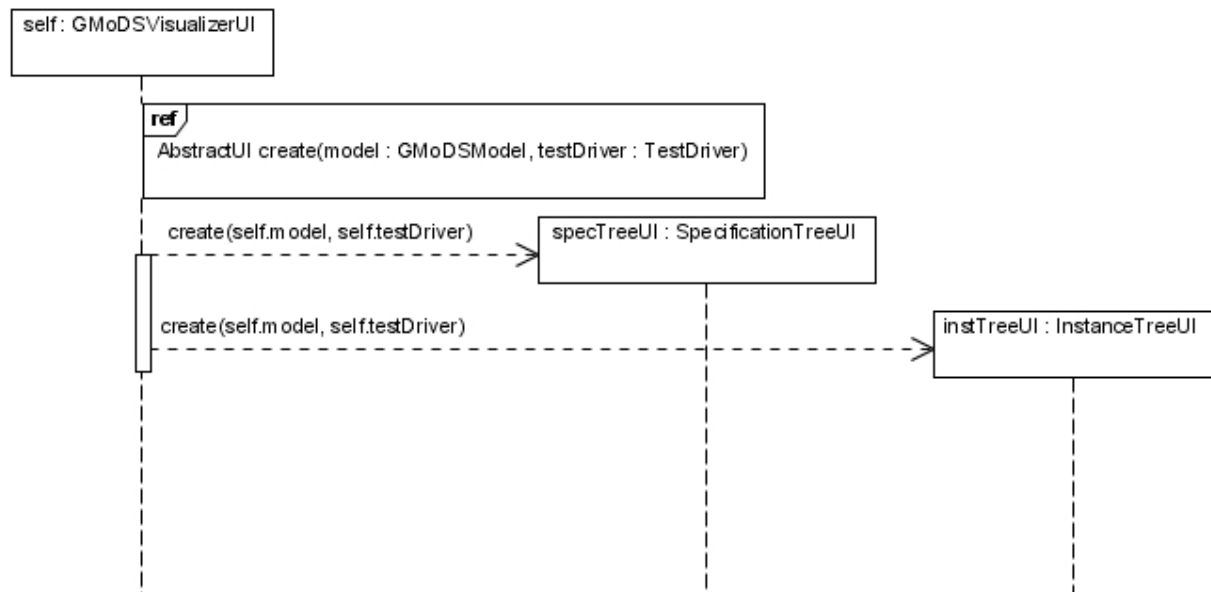 self : GMoDSVisualizerUI
ref
AbstractUI create(model : GMoDSModel, testDriver : TestDriver)
create(self.model, self.testDriver)
specTreeUI : SpecificationTreeUI
create(self.model, self.testDriver)
instTreeUI : InstanceTreeUI